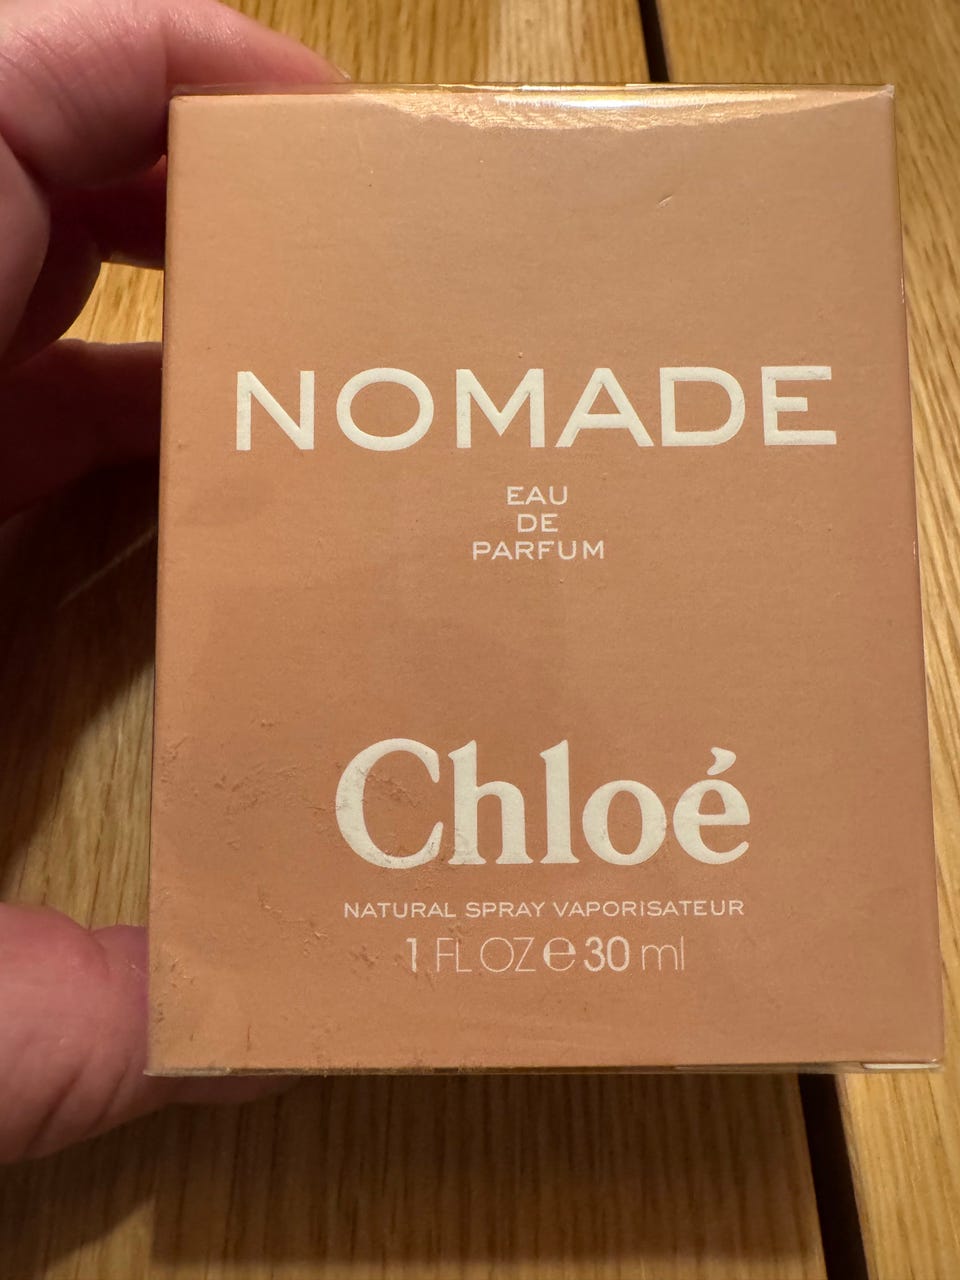 NOMADE
EAU
DE
PARFUM
Chloé
NATURAL SPRAY VAPORISATEUR
1 FL OZ e 30 ml